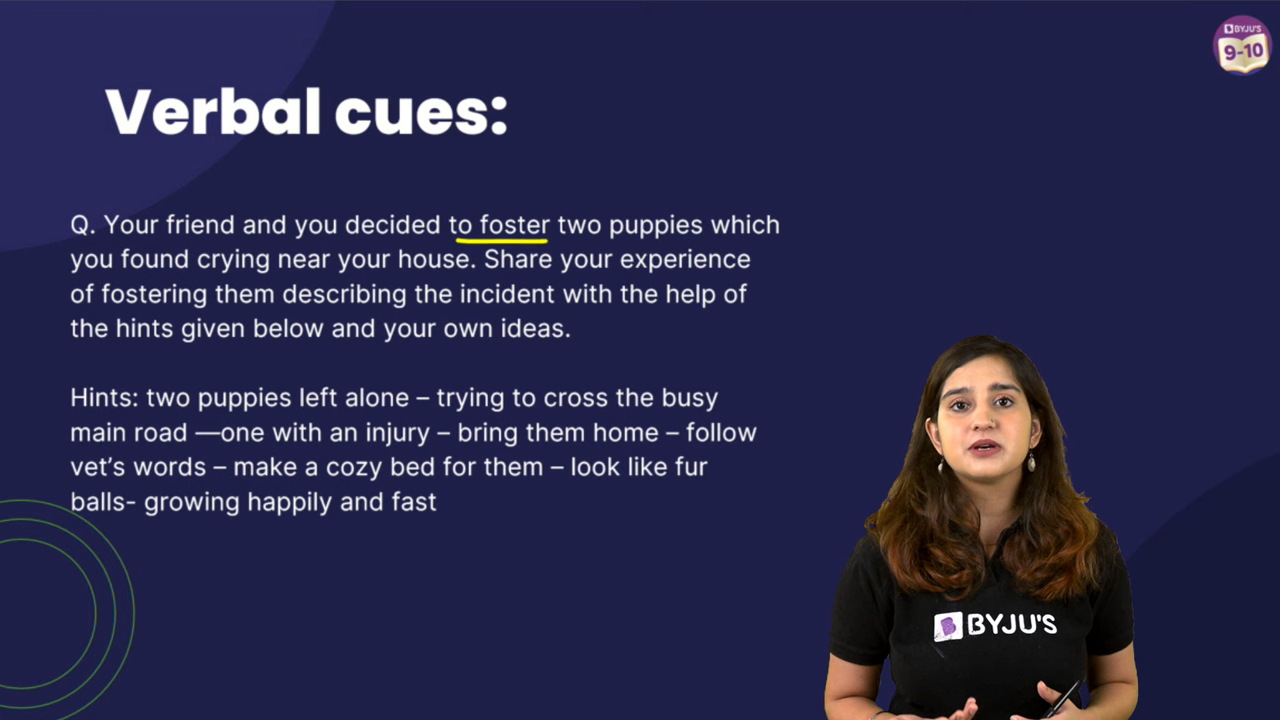 BYJU'S
9-10
Verbal cues:
Q. Your friend and you decided to foster two puppies which
you found crying near your house. Share your experience
of fostering them describing the incident with the help of
the hints given below and your own ideas.
Hints: two puppies left alone – trying to cross the busy
main road —one with an injury – bring them home – follow
vet’s words – make a cozy bed for them – look like fur
balls- growing happily and fast
BYJU'S